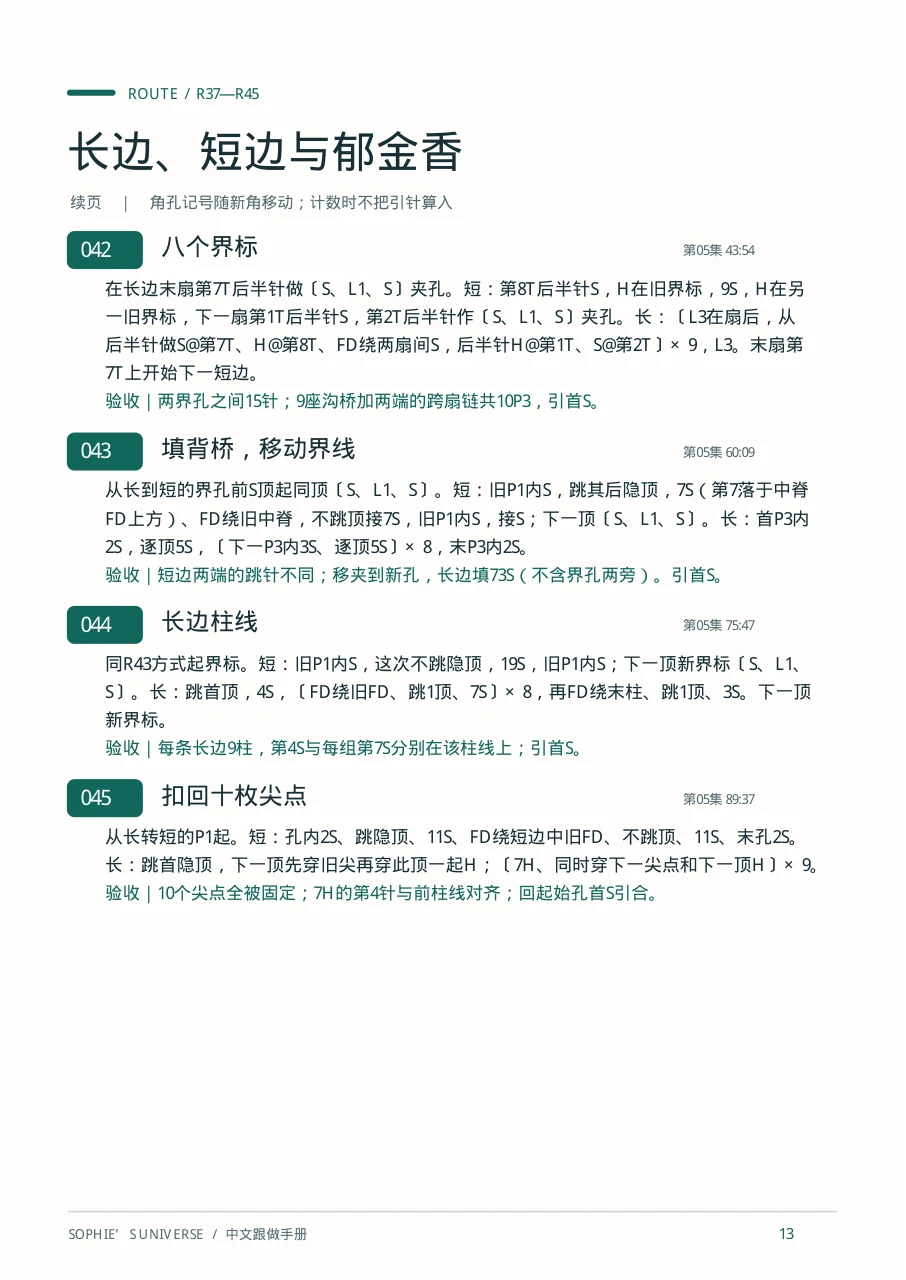 ROUTE / R37—R45
长边、短边与郁金香
续页 | 角孔记号随新角移动；计数时不把引针算入
042 八个界标 第05集 43:54
在长边末扇第7T后半针做〔S、L1、S〕夹孔。短：第8T后半针S，H在旧界标，9S，H在另
一旧界标，下一扇第1T后半针S，第2T后半针作〔S、L1、S〕夹孔。长：〔L3在扇后，从
后半针做S@第7T、H@第8T、FD绕两扇间S，后半针H@第1T、S@第2T〕× 9，L3。末扇第
7T上开始下一短边。
验收 | 两界孔之间15针；9座沟桥加两端的跨扇链共10P3，引首S。
043 填背桥，移动界线 第05集 60:09
从长到短的界孔前S顶起同顶〔S、L1、S〕。短：旧P1内S，跳其后隐顶，7S（第7落于中脊
FD上方）、FD绕旧中脊，不跳顶接7S，旧P1内S，接S；下一顶〔S、L1、S〕。长：首P3内
2S，逐顶5S，〔下一P3内3S、逐顶5S〕× 8，末P3内2S。
验收 | 短边两端的跳针不同；移夹到新孔，长边填73S（不含界孔两旁）。引首S。
044 长边柱线 第05集 75:47
同R43方式起界标。短：旧P1内S，这次不跳隐顶，19S，旧P1内S；下一顶新界标〔S、L1、
S〕。长：跳首顶，4S，〔FD绕旧FD、跳1顶、7S〕× 8，再FD绕末柱、跳1顶、3S。下一顶
新界标。
验收 | 每条长边9柱，第4S与每组第7S分别在该柱线上；引首S。
045 扣回十枚尖点 第05集 89:37
从长转短的P1起。短：孔内2S、跳隐顶、11S、FD绕短边中旧FD、不跳顶、11S、末孔2S。
长：跳首隐顶，下一顶先穿旧尖再穿此顶一起H；〔7H、同时穿下一尖点和下一顶H〕× 9。
验收 | 10个尖点全被固定；7H的第4针与前柱线对齐；回起始孔首S引合。
SOPHIE’ S UNIVERSE / 中文跟做手册 13